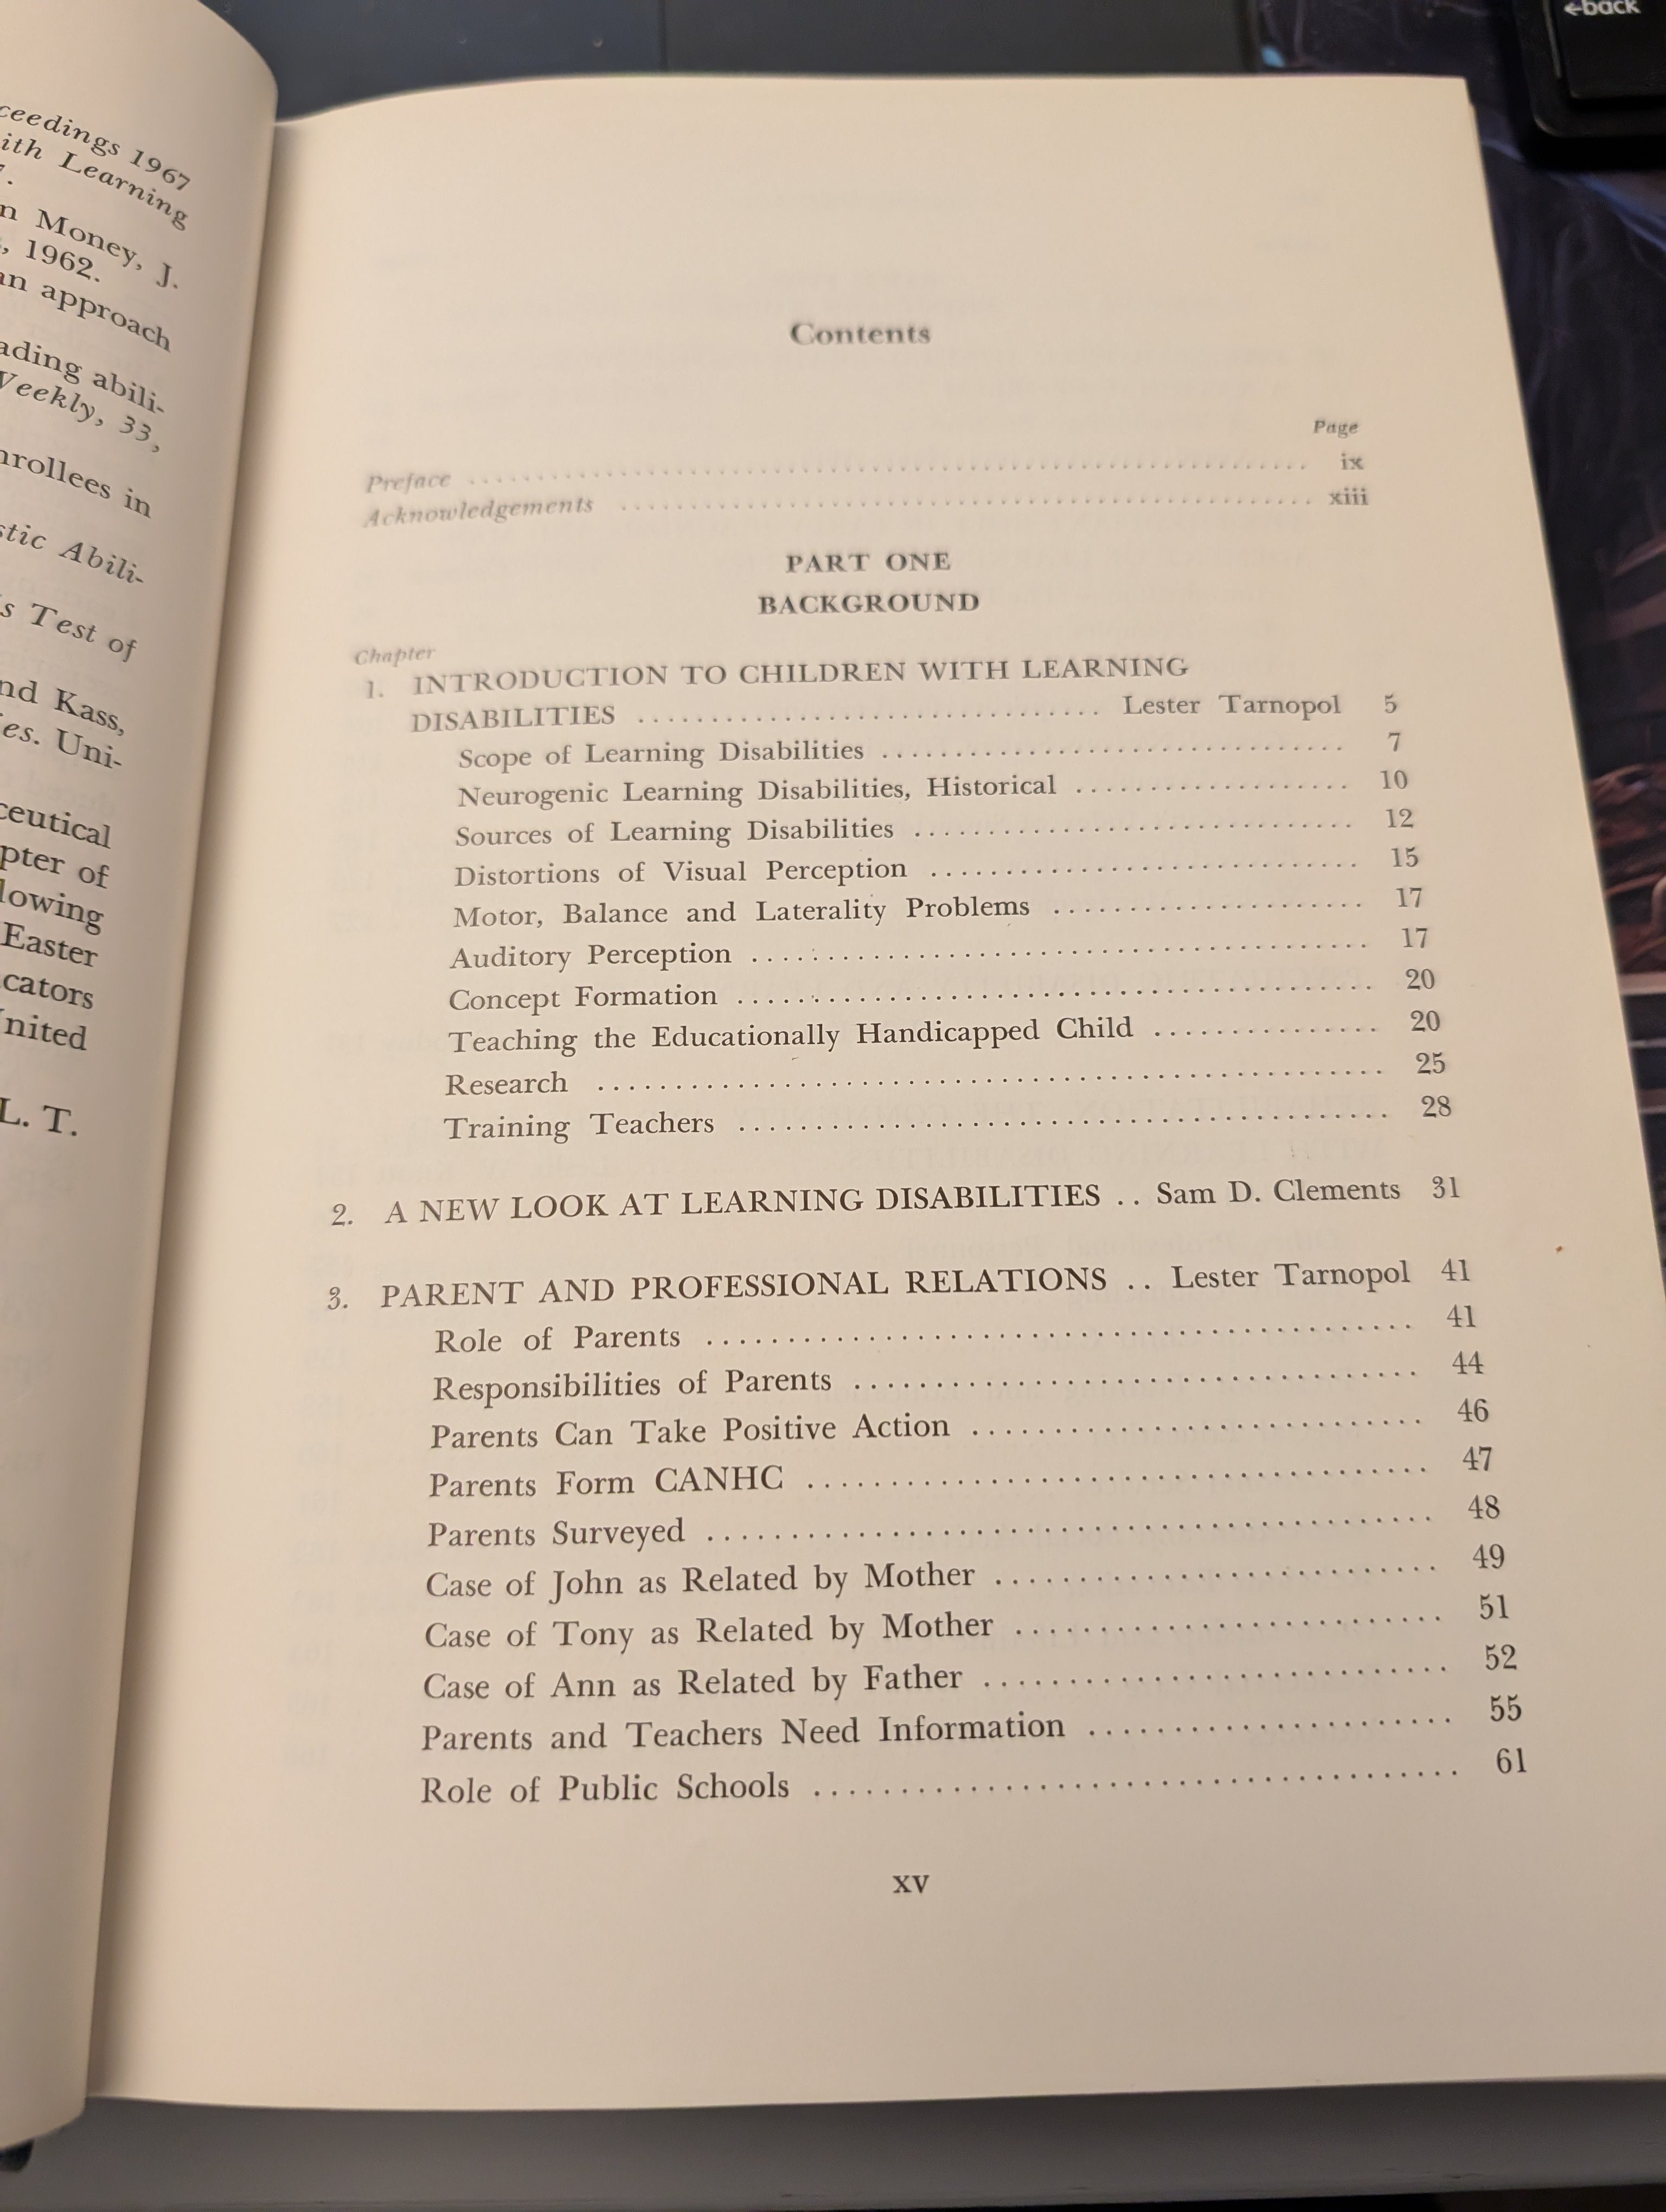 ceedings 1967
ith Learning
n Money, J.
, 1962.
an approach
ading abili-
Weekly, 33,
nrollees in
stic Abili-
s Test of
nd Kass,
es. Uni-
ceutical
pter of
lowing
Easter
cators
nited
L. T.
Contents
Page
Preface ix
Acknowledgements xiii
PART ONE
BACKGROUND
Chapter
1. INTRODUCTION TO CHILDREN WITH LEARNING
DISABILITIES Lester Tarnopol 5
Scope of Learning Disabilities 7
Neurogenic Learning Disabilities, Historical 10
Sources of Learning Disabilities 12
Distortions of Visual Perception 15
Motor, Balance and Laterality Problems 17
Auditory Perception 17
Concept Formation 20
Teaching the Educationally Handicapped Child 20
Research 25
Training Teachers 28
2. A NEW LOOK AT LEARNING DISABILITIES .. Sam D. Clements 31
3. PARENT AND PROFESSIONAL RELATIONS .. Lester Tarnopol 41
Role of Parents 41
Responsibilities of Parents 44
Parents Can Take Positive Action 46
Parents Form CANHC 47
Parents Surveyed 48
Case of John as Related by Mother 49
Case of Tony as Related by Mother 51
Case of Ann as Related by Father 52
Parents and Teachers Need Information 55
Role of Public Schools 61
xv
←back